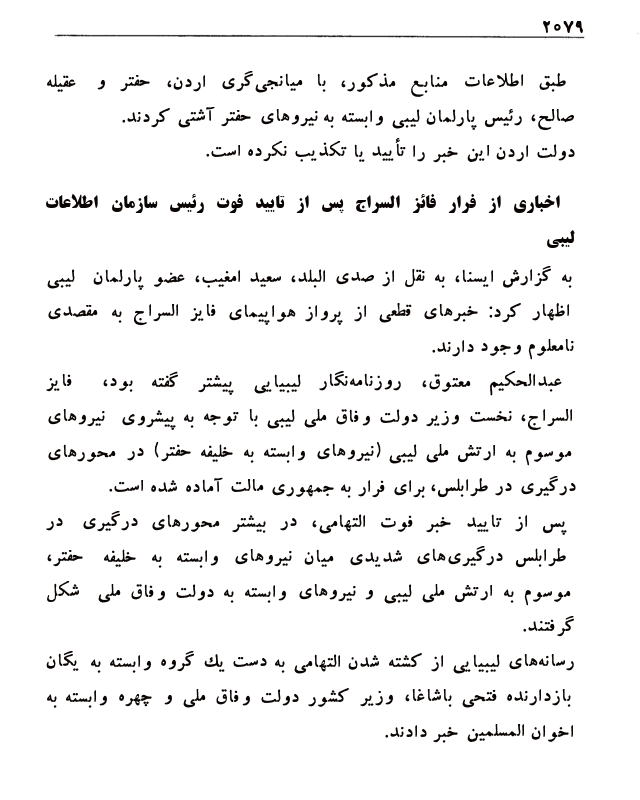 ۲۰۷۹
طبق اطلاعات منابع مذکور، با میانجی‌گری اردن، حفتر و عقیله
صالح، رئیس پارلمان لیبی وابسته به نیروهای حفتر آشتی کردند.
دولت اردن این خبر را تأیید یا تکذیب نکرده است.
اخباری از فرار فائز السراج پس از تایید فوت رئیس سازمان اطلاعات
لیبی
به گزارش ایسنا، به نقل از صدی البلد، سعید امغیب، عضو پارلمان لیبی
اظهار کرد: خبرهای قطعی از پرواز هواپیمای فایز السراج به مقصدی
نامعلوم وجود دارند.
عبدالحکیم معتوق، روزنامه‌نگار لیبیایی پیشتر گفته بود، فایز
السراج، نخست وزیر دولت وفاق ملی لیبی با توجه به پیشروی نیروهای
موسوم به ارتش ملی لیبی (نیروهای وابسته به خلیفه حفتر) در محورهای
درگیری در طرابلس، برای فرار به جمهوری مالت آماده شده است.
پس از تایید خبر فوت التهامی، در بیشتر محورهای درگیری در
طرابلس درگیری‌های شدیدی میان نیروهای وابسته به خلیفه حفتر،
موسوم به ارتش ملی لیبی و نیروهای وابسته به دولت وفاق ملی شکل
گرفتند.
رسانه‌های لیبیایی از کشته شدن التهامی به دست یك گروه وابسته به یگان
بازدارنده فتحی باشاغا، وزیر کشور دولت وفاق ملی و چهره وابسته به
اخوان المسلمین خبر دادند.